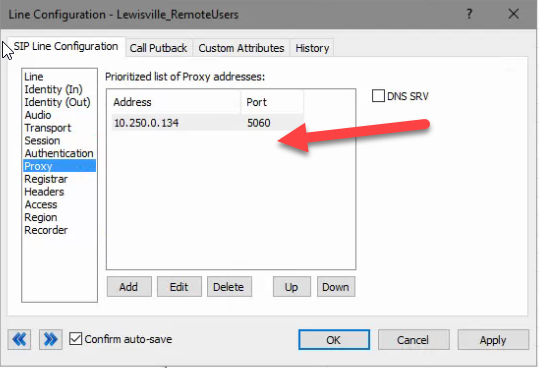 Line Configuration - Lewisville_RemoteUsers
?
SIP Line Configuration Call Putback Custom Attributes History
Line
Identity (In)
Identity (Out)
Audio
Transport
Session
Authentication
Proxy
Registrar
Headers
Access
Region
Recorder
Prioritized list of Proxy addresses:
Address Port
10.250.0.134 5060
DNS SRV
Add Edit Delete Up Down
Confirm auto-save
OK Cancel Apply